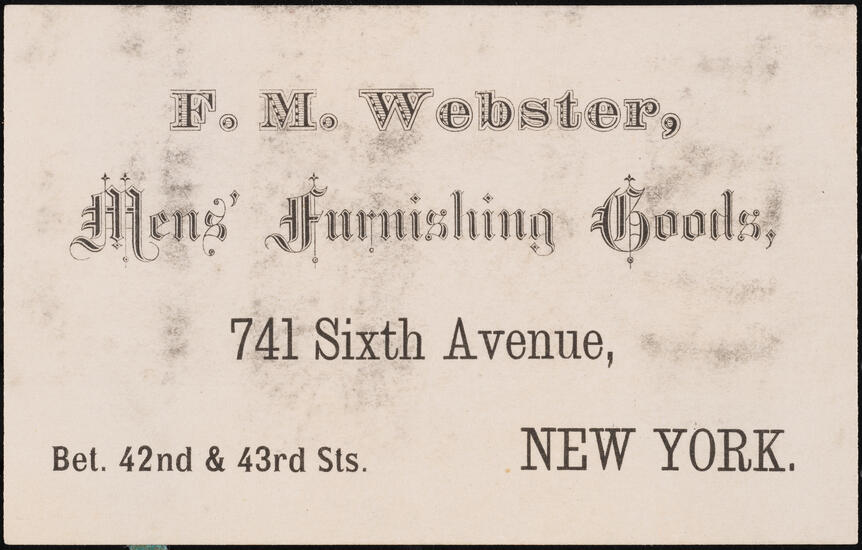 F. M. Webster,
Mens' Furnishing Goods,
741 Sixth Avenue,
Bet. 42nd & 43rd Sts.
NEW YORK.